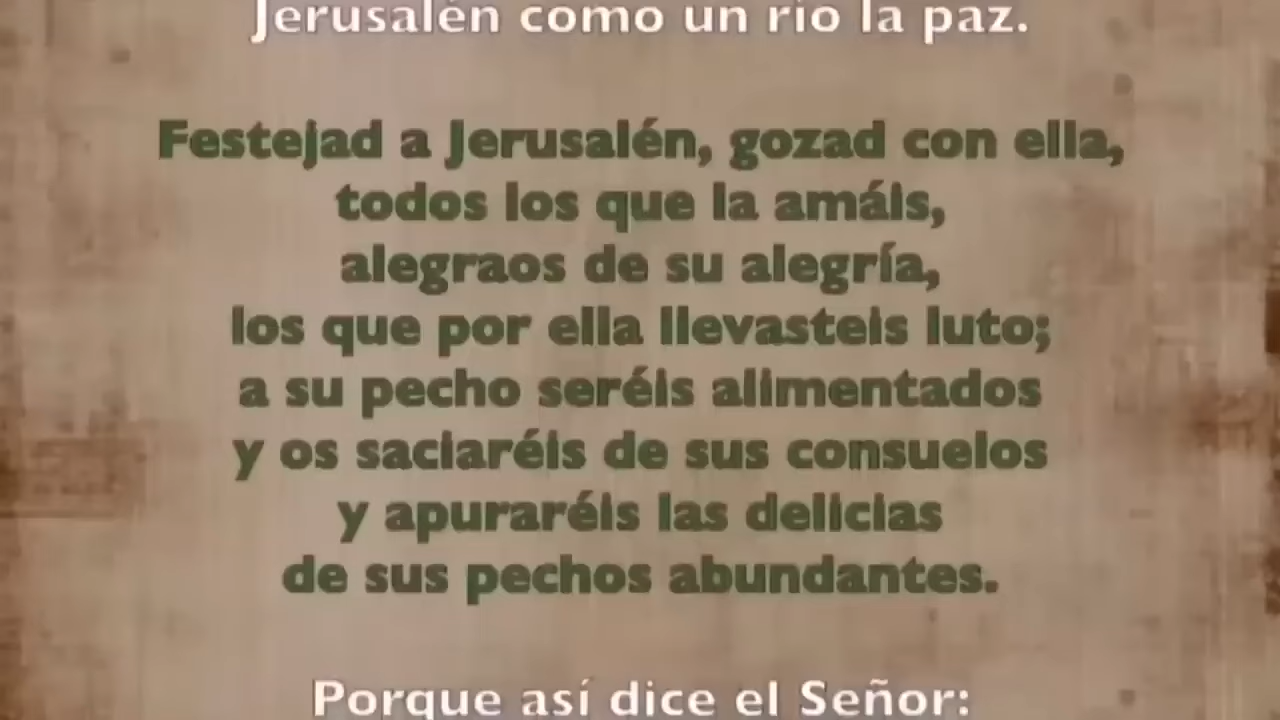 Jerusalén como un río la paz.
Festejad a Jerusalén, gozad con ella,
todos los que la amáis,
alegraos de su alegría,
los que por ella llevasteis luto;
a su pecho seréis alimentados
y os saciaréis de sus consuelos
y apuraréis las delicias
de sus pechos abundantes.
Porque así dice el Señor: